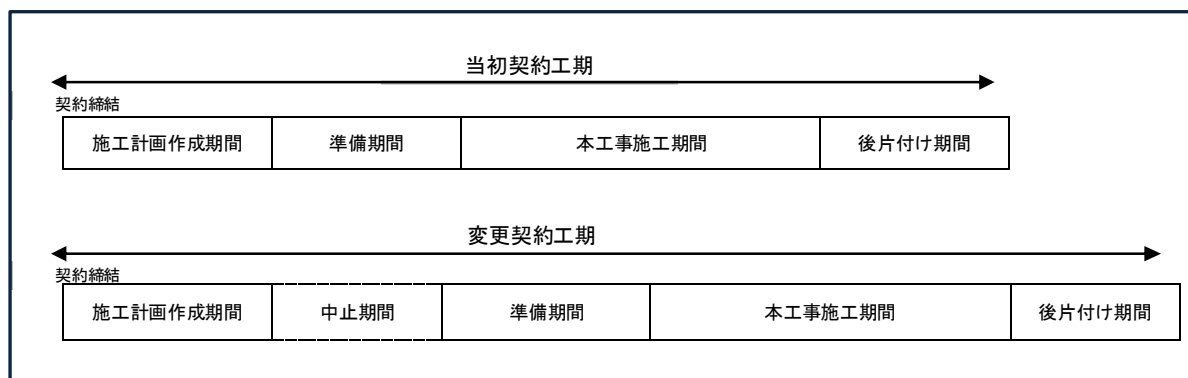 当初契約工期
契約締結
施工計画作成期間 準備期間 本工事施工期間 後片付け期間
変更契約工期
契約締結
施工計画作成期間 中止期間 準備期間 本工事施工期間 後片付け期間